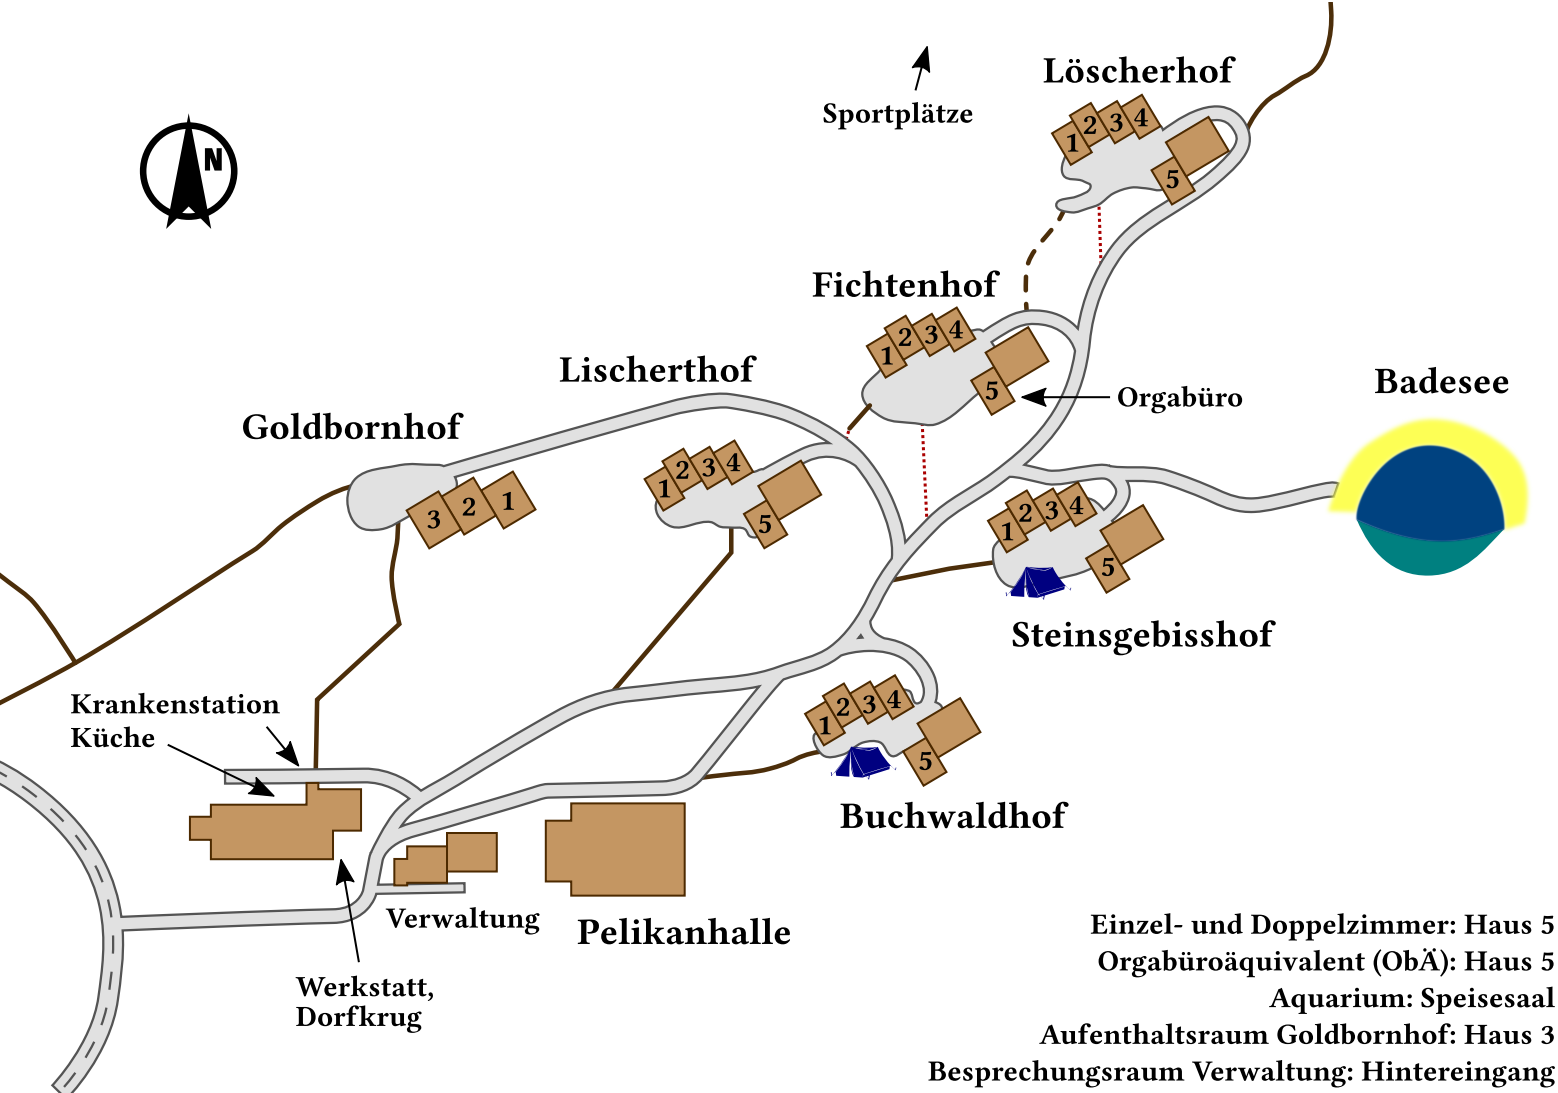 Löscherhof
Sportplätze
1 2 3 4
5
N
Fichtenhof
1 2 3 4
5
Orgabüro
Badesee
Lischerthof
1 2 3 4
5
Goldbornhof
3 2 1
1 2 3 4
5
Steinsgebisshof
Krankenstation
Küche
1 2 3 4
5
Buchwaldhof
Verwaltung
Pelikanhalle
Werkstatt,
Dorfkrug
Einzel- und Doppelzimmer: Haus 5
Orgabüroäquivalent (ObÄ): Haus 5
Aquarium: Speisesaal
Aufenthaltsraum Goldbornhof: Haus 3
Besprechungsraum Verwaltung: Hintereingang